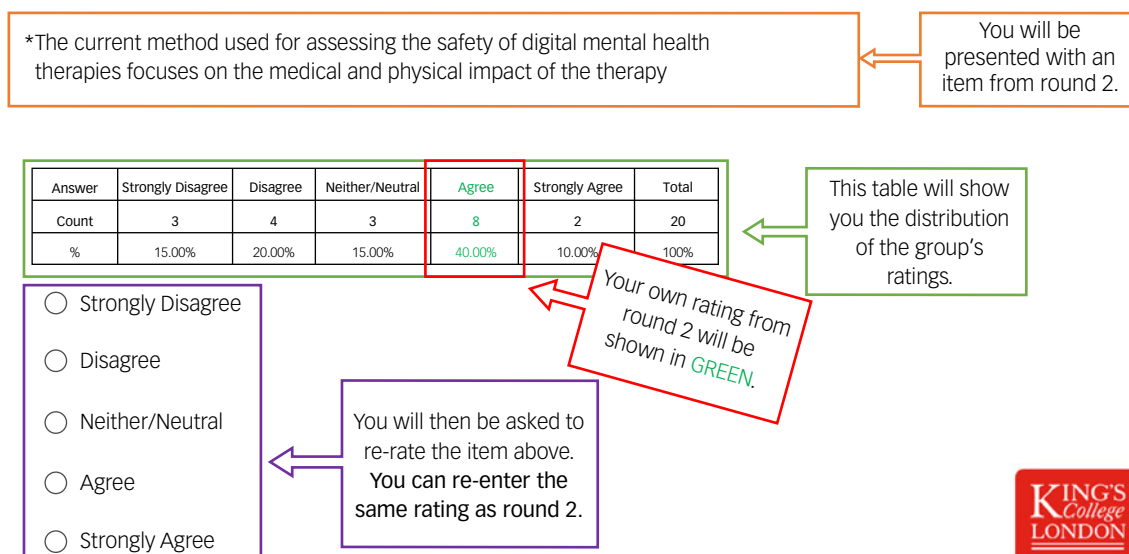 *The current method used for assessing the safety of digital mental health
therapies focuses on the medical and physical impact of the therapy
You will be
presented with an
item from round 2.
Answer Strongly Disagree Disagree Neither/Neutral Agree Strongly Agree Total
Count 3 4 3 8 2 20
% 15.00% 20.00% 15.00% 40.00% 10.00% 100%
This table will show
you the distribution
of the group's
ratings.
Your own rating from
round 2 will be
shown in GREEN.
Strongly Disagree
Disagree
Neither/Neutral
Agree
Strongly Agree
You will then be asked to
re-rate the item above.
You can re-enter the
same rating as round 2.
KING'S
College
LONDON